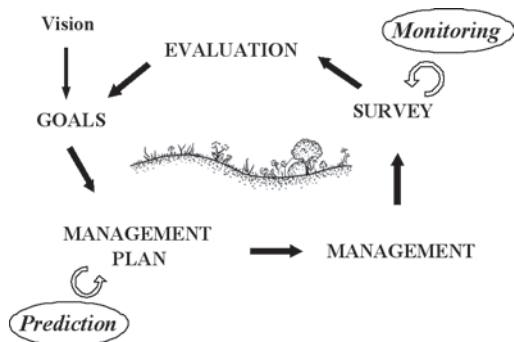 Vision
Monitoring
EVALUATION
GOALS
SURVEY
MANAGEMENT
PLAN
MANAGEMENT
Prediction